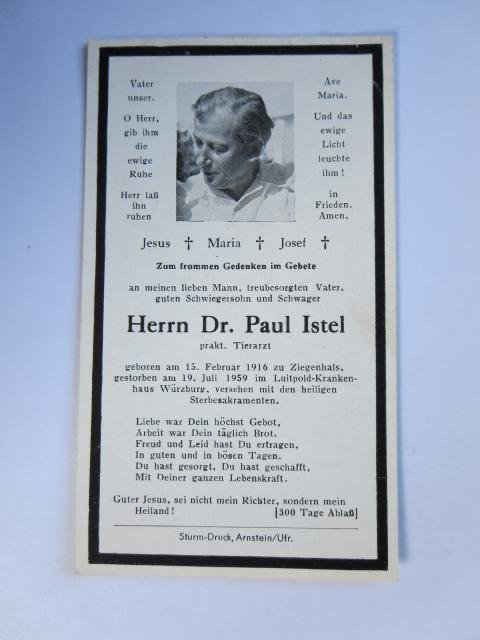 Vater
unser.
O Herr,
gib ihm
die
ewige
Ruhe
Herr laß
ihn
ruhen
Ave
Maria.
Und das
ewige
Licht
leuchte
ihm!
in
Frieden.
Amen.
Jesus † Maria † Josef †
Zum frommen Gedenken im Gebete
an meinen lieben Mann, treubesorgten Vater,
guten Schwiegersohn und Schwager
Herrn Dr. Paul Istel
prakt. Tierarzt
geboren am 15. Februar 1916 zu Ziegenhals,
gestorben am 19. Juli 1959 im Luitpold-Kranken-
haus Würzburg, versehen mit den heiligen
Sterbesakramenten.
Liebe war Dein höchst Gebot,
Arbeit war Dein täglich Brot.
Freud und Leid hast Du ertragen,
In guten und in bösen Tagen.
Du hast gesorgt, Du hast geschafft,
Mit Deiner ganzen Lebenskraft.
Guter Jesus, sei nicht mein Richter, sondern mein
Heiland! [300 Tage Ablaß]
Sturm-Druck, Arnstein/Ufr.